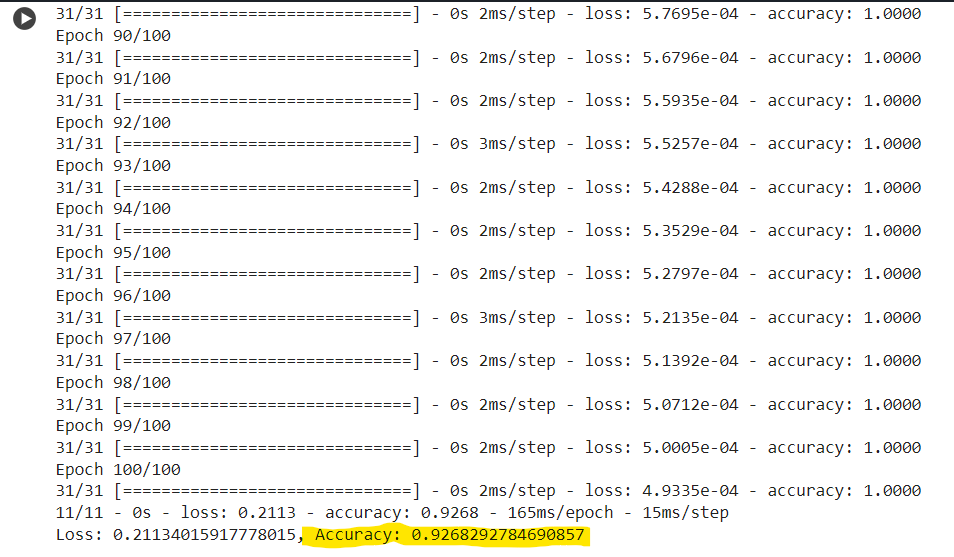 31/31 [==============================] - 0s 2ms/step - loss: 5.7695e-04 - accuracy: 1.0000
Epoch 90/100
31/31 [==============================] - 0s 2ms/step - loss: 5.6796e-04 - accuracy: 1.0000
Epoch 91/100
31/31 [==============================] - 0s 2ms/step - loss: 5.5935e-04 - accuracy: 1.0000
Epoch 92/100
31/31 [==============================] - 0s 3ms/step - loss: 5.5257e-04 - accuracy: 1.0000
Epoch 93/100
31/31 [==============================] - 0s 2ms/step - loss: 5.4288e-04 - accuracy: 1.0000
Epoch 94/100
31/31 [==============================] - 0s 2ms/step - loss: 5.3529e-04 - accuracy: 1.0000
Epoch 95/100
31/31 [==============================] - 0s 2ms/step - loss: 5.2797e-04 - accuracy: 1.0000
Epoch 96/100
31/31 [==============================] - 0s 3ms/step - loss: 5.2135e-04 - accuracy: 1.0000
Epoch 97/100
31/31 [==============================] - 0s 2ms/step - loss: 5.1392e-04 - accuracy: 1.0000
Epoch 98/100
31/31 [==============================] - 0s 2ms/step - loss: 5.0712e-04 - accuracy: 1.0000
Epoch 99/100
31/31 [==============================] - 0s 2ms/step - loss: 5.0005e-04 - accuracy: 1.0000
Epoch 100/100
31/31 [==============================] - 0s 2ms/step - loss: 4.9335e-04 - accuracy: 1.0000
11/11 - 0s - loss: 0.2113 - accuracy: 0.9268 - 165ms/epoch - 15ms/step
Loss: 0.21134015917778015, Accuracy: 0.9268292784690857